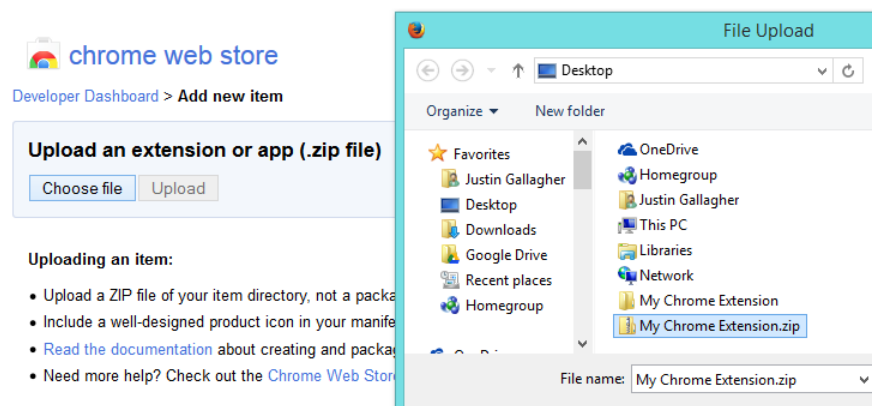 chrome web store
Developer Dashboard > Add new item
Upload an extension or app (.zip file)
Choose file
Upload
Uploading an item:
• Upload a ZIP file of your item directory, not a
• Include a well-designed product icon in your
• Read the documentation about creating and
• Need more help? Check out the Chrome Web
File Upload
Desktop
Organize
New folder
Favorites
Justin Gallagher
Desktop
Downloads
Google Drive
Recent places
Homegroup
OneDrive
Homegroup
Justin Gallagher
This PC
Libraries
Network
My Chrome Extension
My Chrome Extension.zip
File name: My Chrome Extension.zip